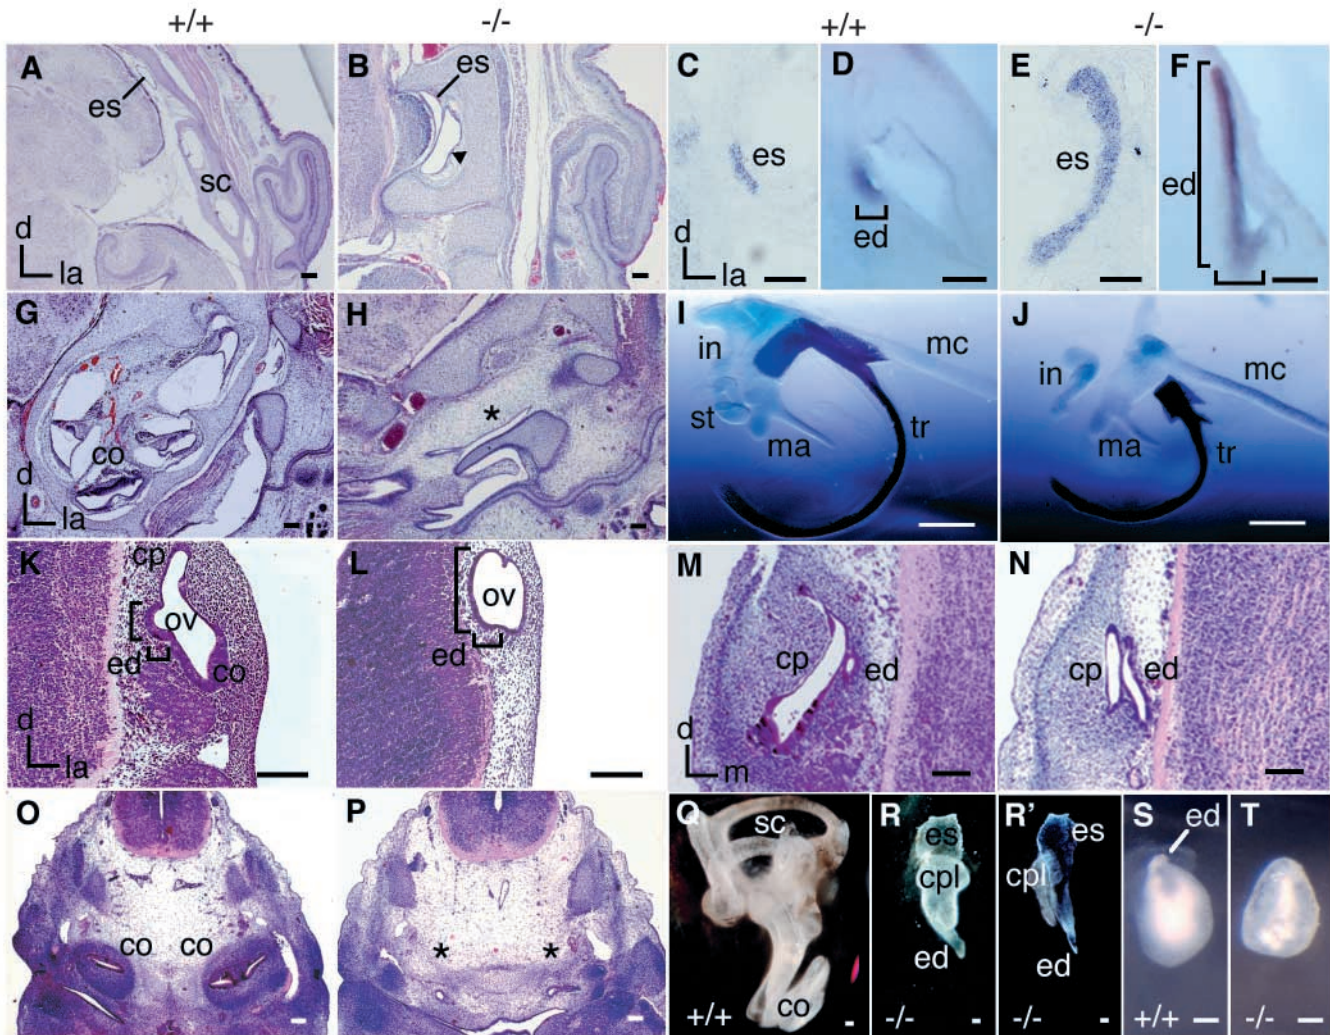 +/+ -/- +/+ -/-
A es sc d la
B es
C es d la
D ed
E es
F ed
G co d la
H *
I in st ma tr mc
J in ma tr mc
K cp ov ed co d la
L ov ed
M cp ed d m
N cp ed
O co co
P * *
Q sc co +/+
R es cpl ed -/-
R' es cpl ed -/-
S ed +/+
T -/-